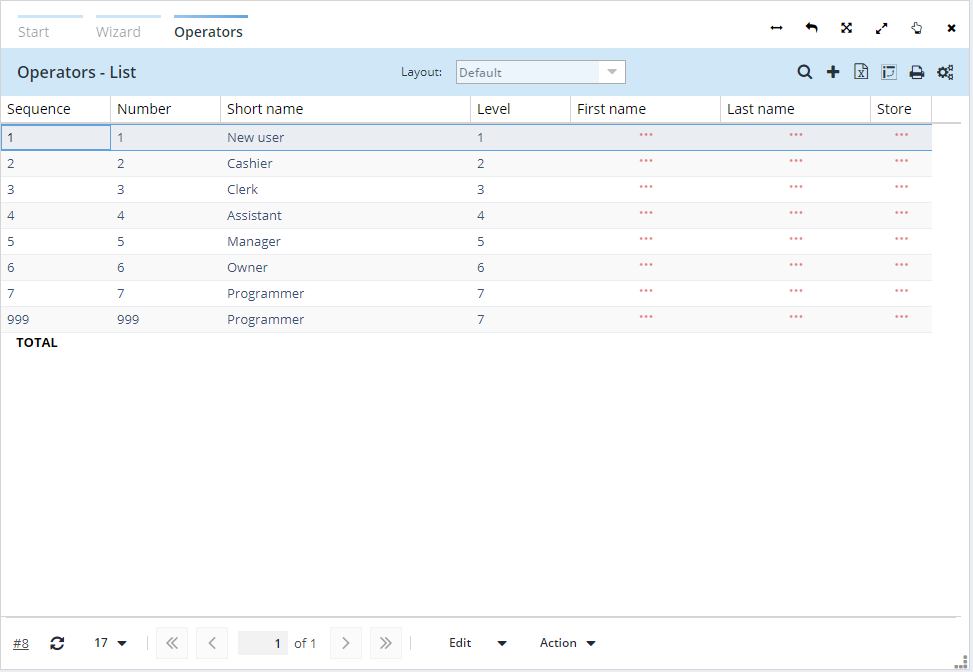 Start Wizard Operators
Operators - List Layout: Default
Sequence Number Short name Level First name Last name Store
1 1 New user 1 ... ... ...
2 2 Cashier 2 ... ... ...
3 3 Clerk 3 ... ... ...
4 4 Assistant 4 ... ... ...
5 5 Manager 5 ... ... ...
6 6 Owner 6 ... ... ...
7 7 Programmer 7 ... ... ...
999 999 Programmer 7 ... ... ...
TOTAL
#8 17 1 of 1 Edit Action